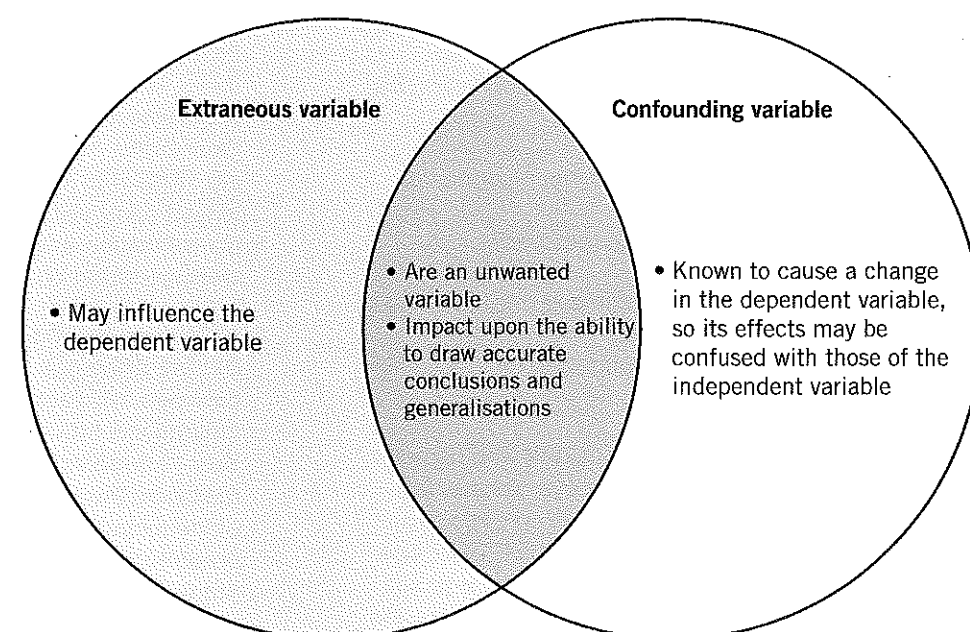 Extraneous variable
Confounding variable
• May influence the
dependent variable
• Are an unwanted
variable
• Impact upon the ability
to draw accurate
conclusions and
generalisations
• Known to cause a change
in the dependent variable,
so its effects may be
confused with those of the
independent variable